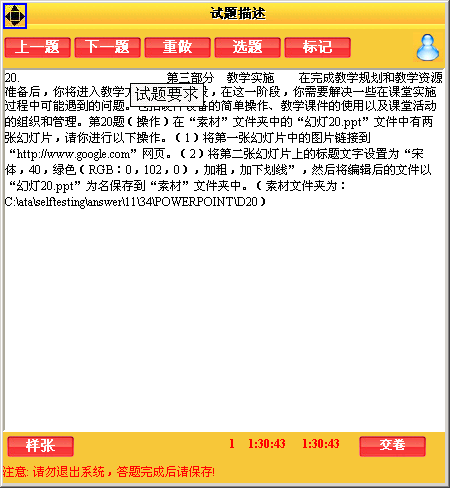 试题描述
上一题 下一题 重做 选题 标记
20. 第三部分 教学实施 在完成教学规划和教学资源
准备后，你将进入教学 段，在这一阶段，你需要解决一些在课堂实施
试题要求
过程中可能遇到的问题。包括硬件设备的简单操作、教学课件的使用以及课堂活动
的组织和管理。第20题（操作）在“素材”文件夹中的“幻灯20.ppt”文件中有两
张幻灯片，请你进行以下操作。（1）将第一张幻灯片中的图片链接到
“http://www.google.com”网页。（2）将第二张幻灯片上的标题文字设置为“宋
体，40，绿色（RGB：0，102，0），加粗，加下划线”，然后将编辑后的文件以
“幻灯20.ppt”为名保存到“素材”文件夹中。（素材文件夹为：
C:\ata\selftesting\answer\11\34\POWERPOINT\D20）
样张 1 1:30:43 1:30:43 交卷
注意: 请勿退出系统，答题完成后请保存!